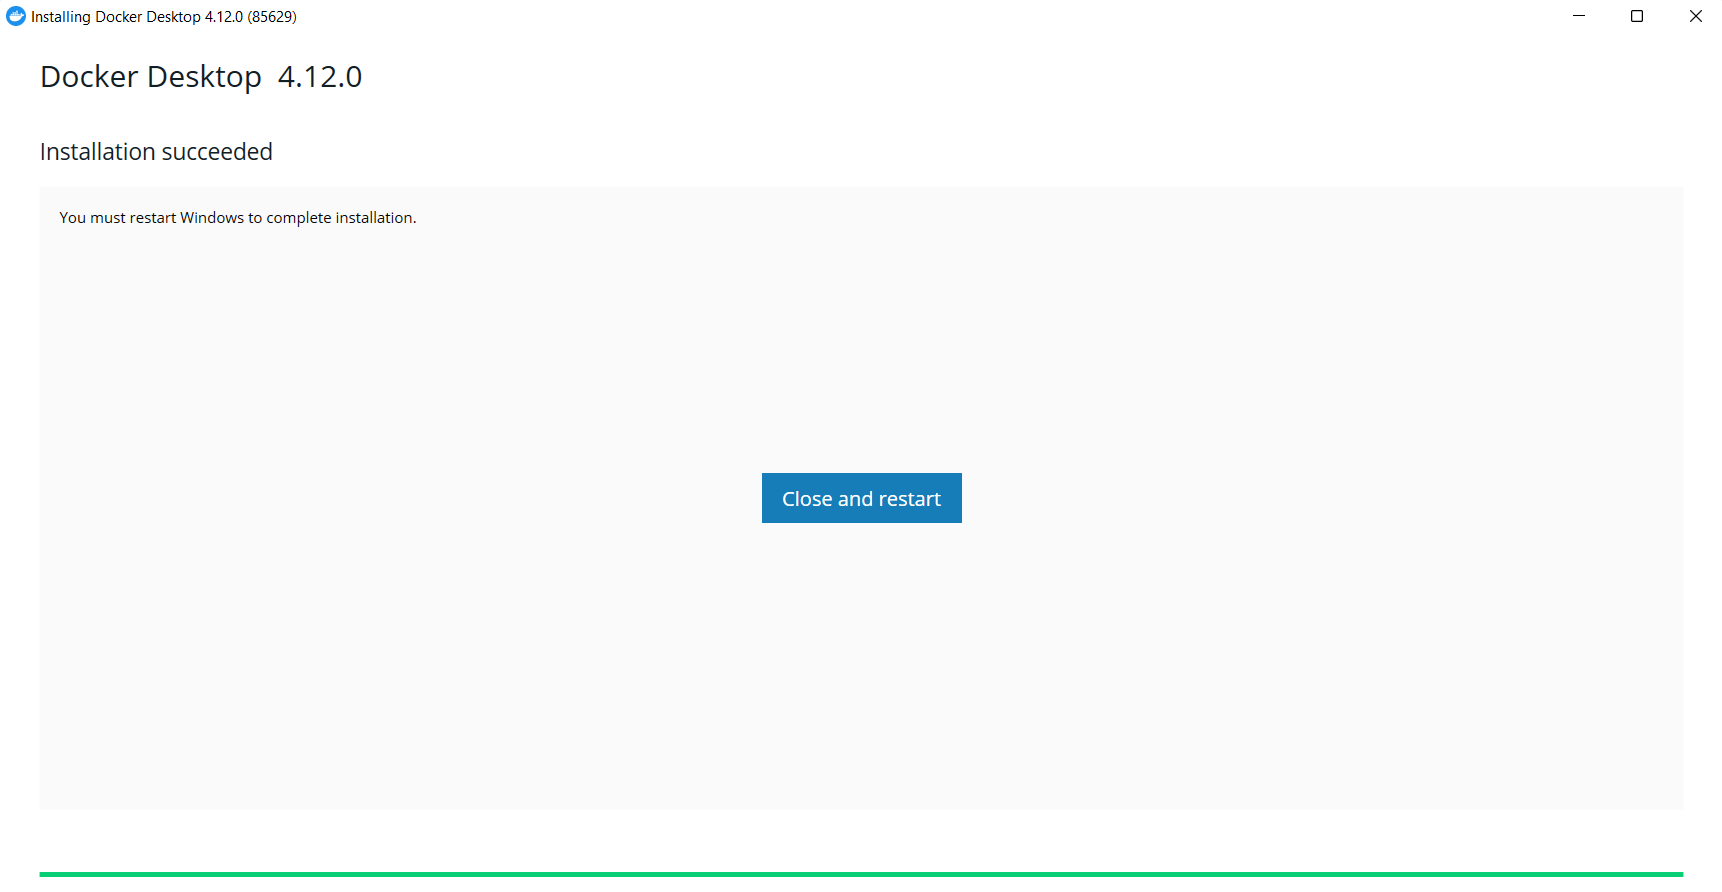 Installing Docker Desktop 4.12.0 (85629)
Docker Desktop 4.12.0
Installation succeeded
You must restart Windows to complete installation.
Close and restart